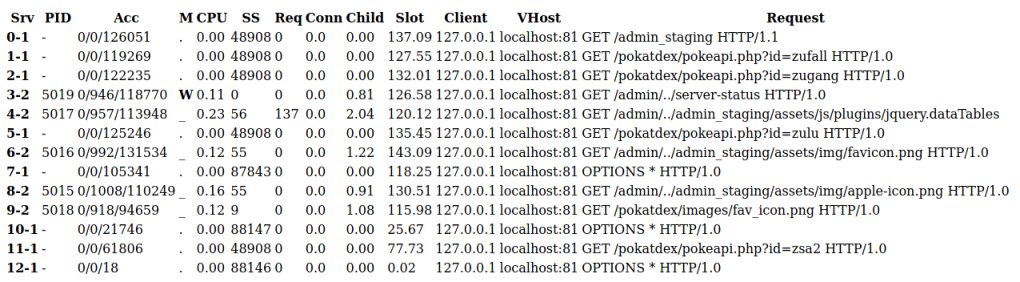 Srv PID Acc M CPU SS Req Conn Child Slot Client VHost Request
0-1 - 0/0/126051 . 0.00 48908 0 0.0 0.00 137.09 127.0.0.1 localhost:81 GET /admin_staging HTTP/1.1
1-1 - 0/0/119269 . 0.00 48908 0 0.0 0.00 127.55 127.0.0.1 localhost:81 GET /pokatdex/pokeapi.php?id=zufall HTTP/1.0
2-1 - 0/0/122235 . 0.00 48908 0 0.0 0.00 132.01 127.0.0.1 localhost:81 GET /pokatdex/pokeapi.php?id=zugang HTTP/1.0
3-2 5019 0/946/118770 W 0.11 0 0 0.0 0.81 126.58 127.0.0.1 localhost:81 GET /admin/../server-status HTTP/1.0
4-2 5017 0/957/113948 _ 0.23 56 137 0.0 2.04 120.12 127.0.0.1 localhost:81 GET /admin/../admin_staging/assets/js/plugins/jquery.dataTables
5-1 - 0/0/125246 . 0.00 48908 0 0.0 0.00 135.45 127.0.0.1 localhost:81 GET /pokatdex/pokeapi.php?id=zulu HTTP/1.0
6-2 5016 0/992/131534 _ 0.12 55 0 0.0 1.22 143.09 127.0.0.1 localhost:81 GET /admin/../admin_staging/assets/img/favicon.png HTTP/1.0
7-1 - 0/0/105341 . 0.00 87843 0 0.0 0.00 118.25 127.0.0.1 localhost:81 OPTIONS * HTTP/1.0
8-2 5015 0/1008/110249 _ 0.16 55 0 0.0 0.91 130.51 127.0.0.1 localhost:81 GET /admin/../admin_staging/assets/img/apple-icon.png HTTP/1.0
9-2 5018 0/918/94659 _ 0.12 9 0 0.0 1.08 115.98 127.0.0.1 localhost:81 GET /pokatdex/images/fav_icon.png HTTP/1.0
10-1 - 0/0/21746 . 0.00 88147 0 0.0 0.00 25.67 127.0.0.1 localhost:81 OPTIONS * HTTP/1.0
11-1 - 0/0/61806 . 0.00 48908 0 0.0 0.00 77.73 127.0.0.1 localhost:81 GET /pokatdex/pokeapi.php?id=zsa2 HTTP/1.0
12-1 - 0/0/18 . 0.00 88146 0 0.0 0.00 0.02 127.0.0.1 localhost:81 OPTIONS * HTTP/1.0